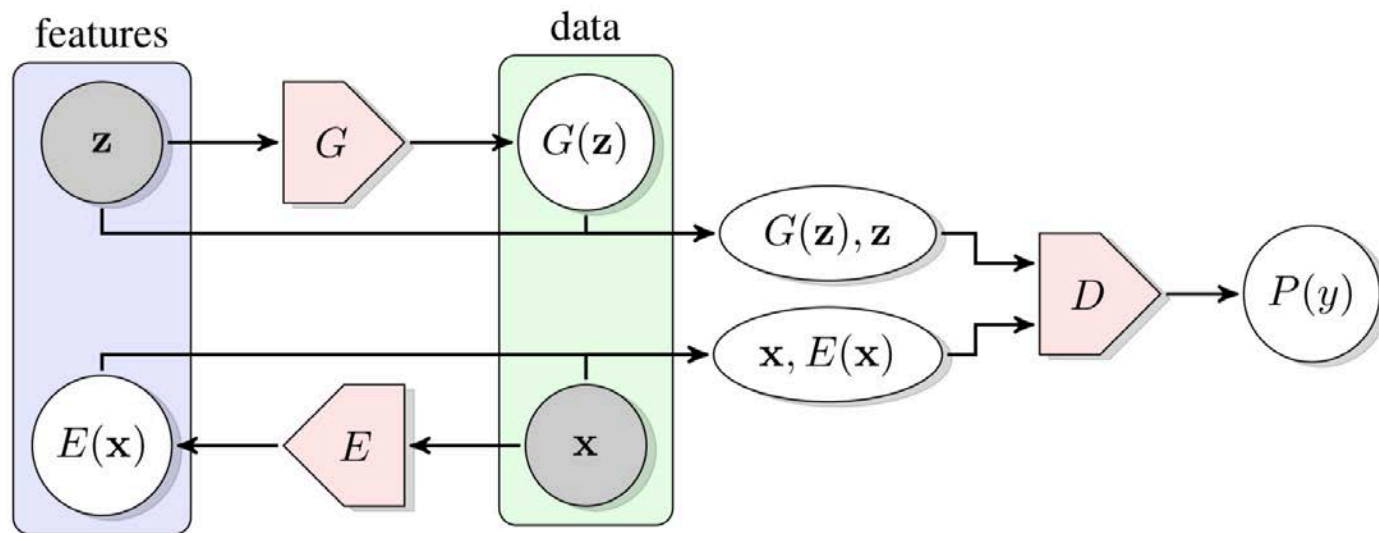 features
data
z
G
G(z)
G(z), z
D
P(y)
x, E(x)
E(x)
E
x